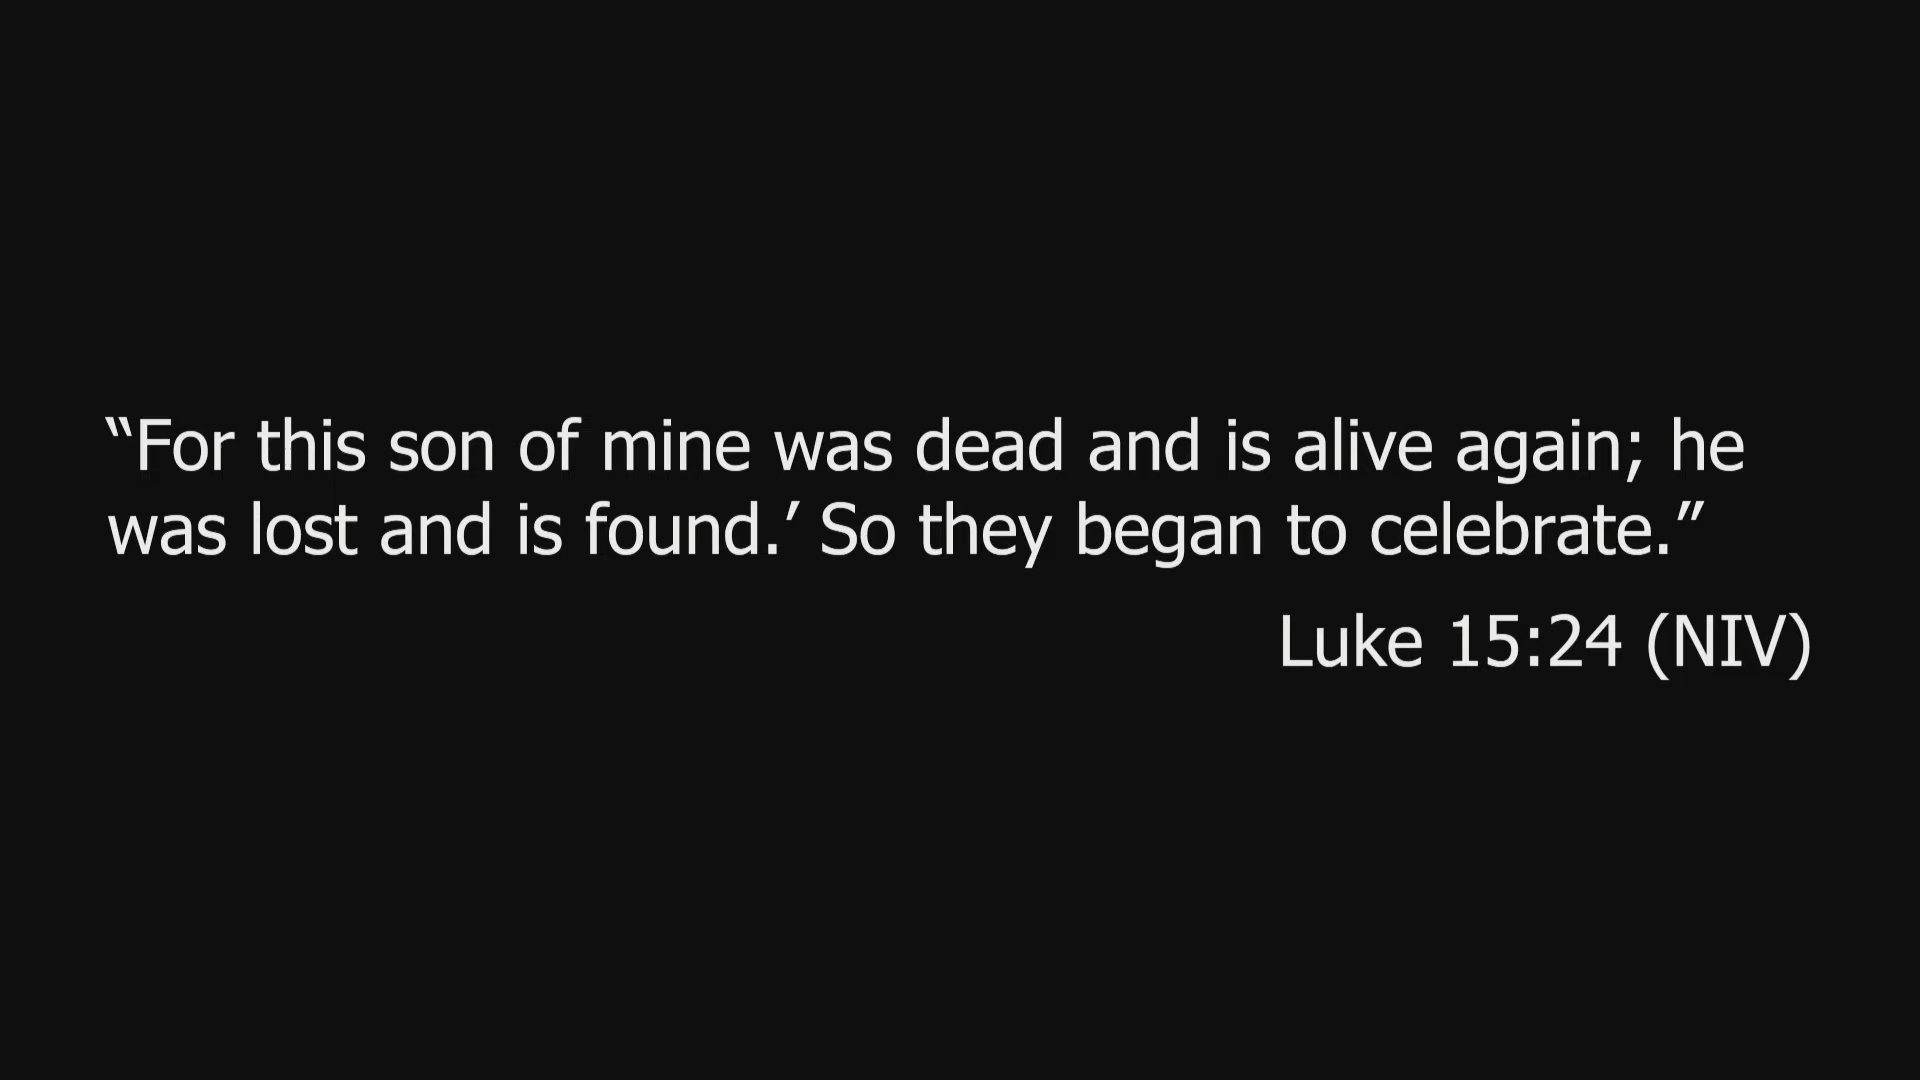 “For this son of mine was dead and is alive again; he
was lost and is found.’ So they began to celebrate.”
Luke 15:24 (NIV)